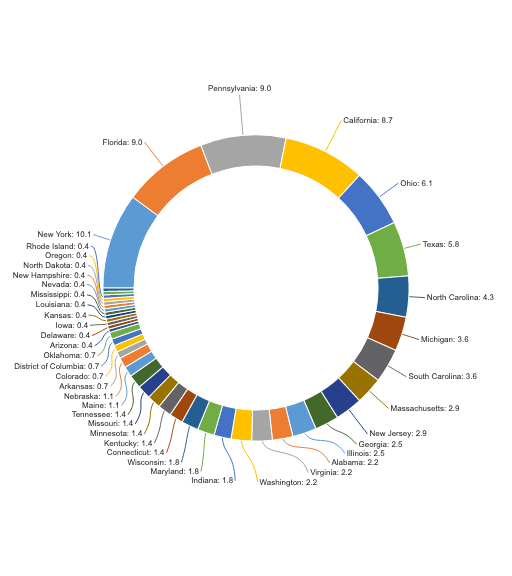 Pennsylvania: 9.0
California: 8.7
Florida: 9.0
Ohio: 6.1
New York: 10.1
Texas: 5.8
Rhode Island: 0.4
Oregon: 0.4
North Dakota: 0.4
New Hampshire: 0.4
Nevada: 0.4
Mississippi: 0.4
North Carolina: 4.3
Louisiana: 0.4
Kansas: 0.4
Iowa: 0.4
Delaware: 0.4
Michigan: 3.6
Arizona: 0.4
Oklahoma: 0.7
District of Columbia: 0.7
Colorado: 0.7
South Carolina: 3.6
Arkansas: 0.7
Nebraska: 1.1
Maine: 1.1
Massachusetts: 2.9
Tennessee: 1.4
Missouri: 1.4
Minnesota: 1.4
New Jersey: 2.9
Kentucky: 1.4
Georgia: 2.5
Connecticut: 1.4
Illinois: 2.5
Wisconsin: 1.8
Alabama: 2.2
Maryland: 1.8
Virginia: 2.2
Indiana: 1.8
Washington: 2.2